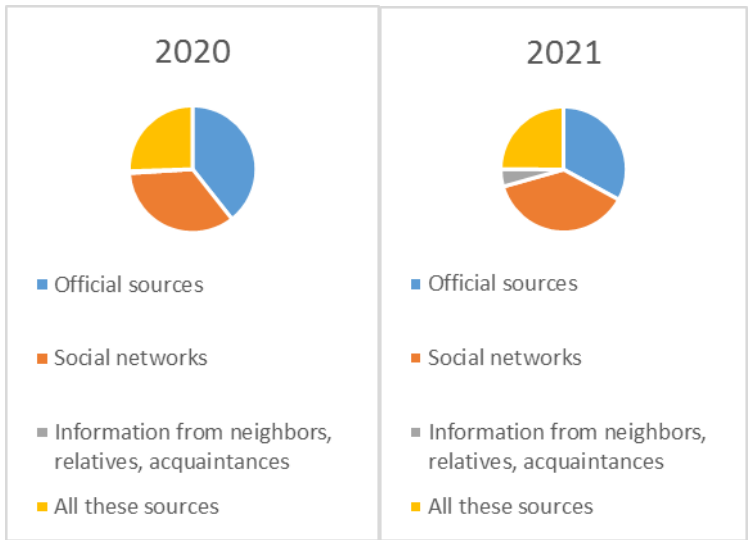 2020
Official sources
Social networks
Information from neighbors,
relatives, acquaintances
All these sources
2021
Official sources
Social networks
Information from neighbors,
relatives, acquaintances
All these sources